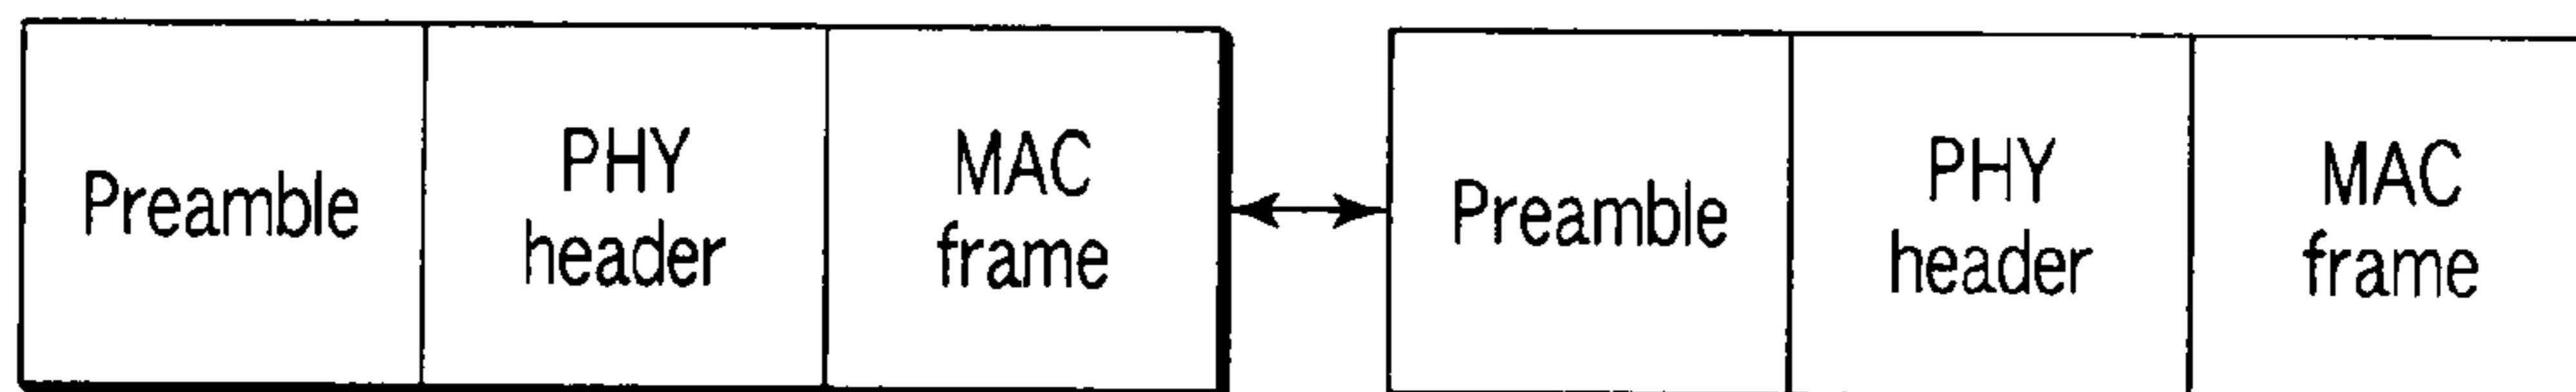 Preamble
PHY
header
MAC
frame
Preamble
PHY
header
MAC
frame